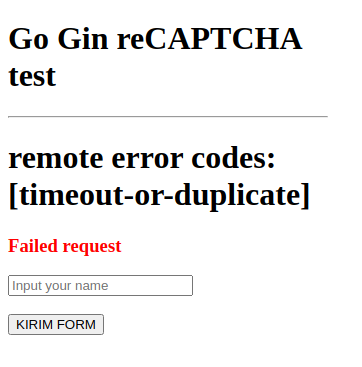 Go Gin reCAPTCHA
test
remote error codes:
[timeout-or-duplicate]
Failed request
Input your name
KIRIM FORM